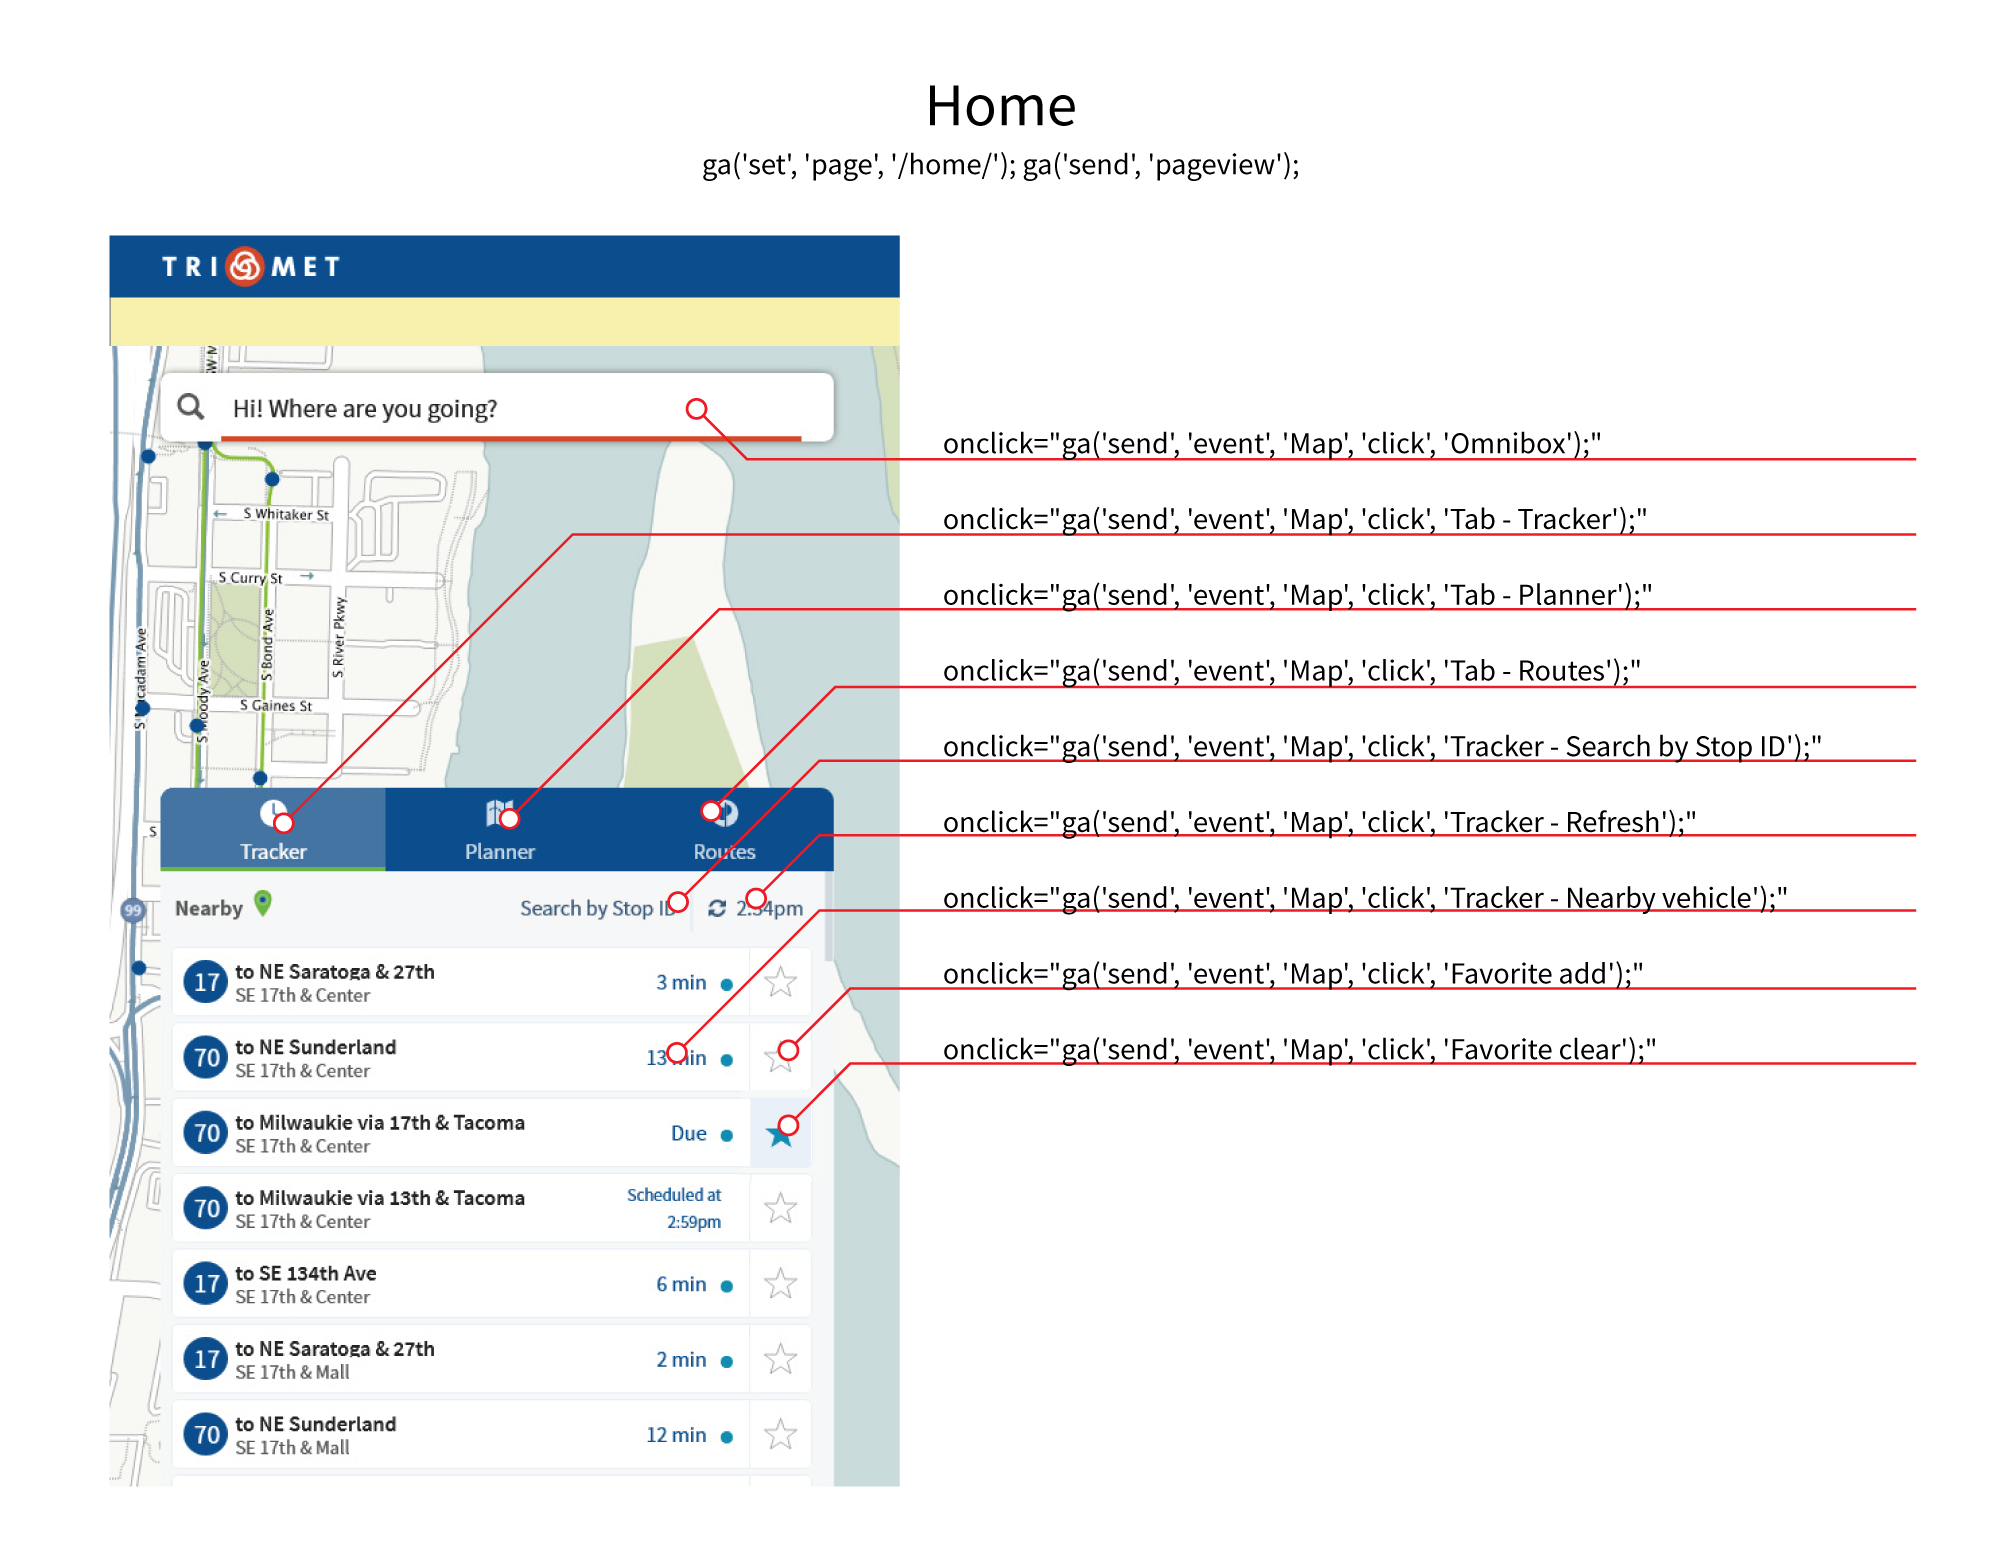 Home
ga('set', 'page', '/home/'); ga('send', 'pageview');
TRI MET
Hi! Where are you going?
onclick="ga('send', 'event', 'Map', 'click', 'Omnibox');"
S Whitaker St
onclick="ga('send', 'event', 'Map', 'click', 'Tab - Tracker');"
S Curry St
onclick="ga('send', 'event', 'Map', 'click', 'Tab - Planner');"
S Bond Ave
S River Pkwy
S Moody Ave
onclick="ga('send', 'event', 'Map', 'click', 'Tab - Routes');"
S Gaines St
onclick="ga('send', 'event', 'Map', 'click', 'Tracker - Search by Stop ID');"
S
Tracker
Planner
Routes
onclick="ga('send', 'event', 'Map', 'click', 'Tracker - Refresh');"
99
Nearby
Search by Stop ID
onclick="ga('send', 'event', 'Map', 'click', 'Tracker - Nearby vehicle');"
17 to NE Saratoga & 27th
SE 17th & Center
3 min
onclick="ga('send', 'event', 'Map', 'click', 'Favorite add');"
70 to NE Sunderland
SE 17th & Center
13 min
onclick="ga('send', 'event', 'Map', 'click', 'Favorite clear');"
70 to Milwaukie via 17th & Tacoma
SE 17th & Center
Due
70 to Milwaukie via 13th & Tacoma
SE 17th & Center
Scheduled at
2:59pm
17 to SE 134th Ave
SE 17th & Center
6 min
17 to NE Saratoga & 27th
SE 17th & Mall
2 min
70 to NE Sunderland
SE 17th & Mall
12 min